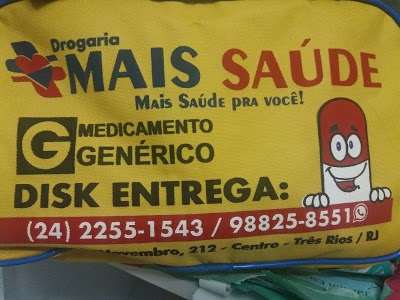 Drogaria
MAIS SAÚDE
Mais Saúde pra você!
G MEDICAMENTO
GENÉRICO
DISK ENTREGA:
(24) 2255-1543 / 98825-8551
Novembro, 212 - Centro - Três Rios / RJ